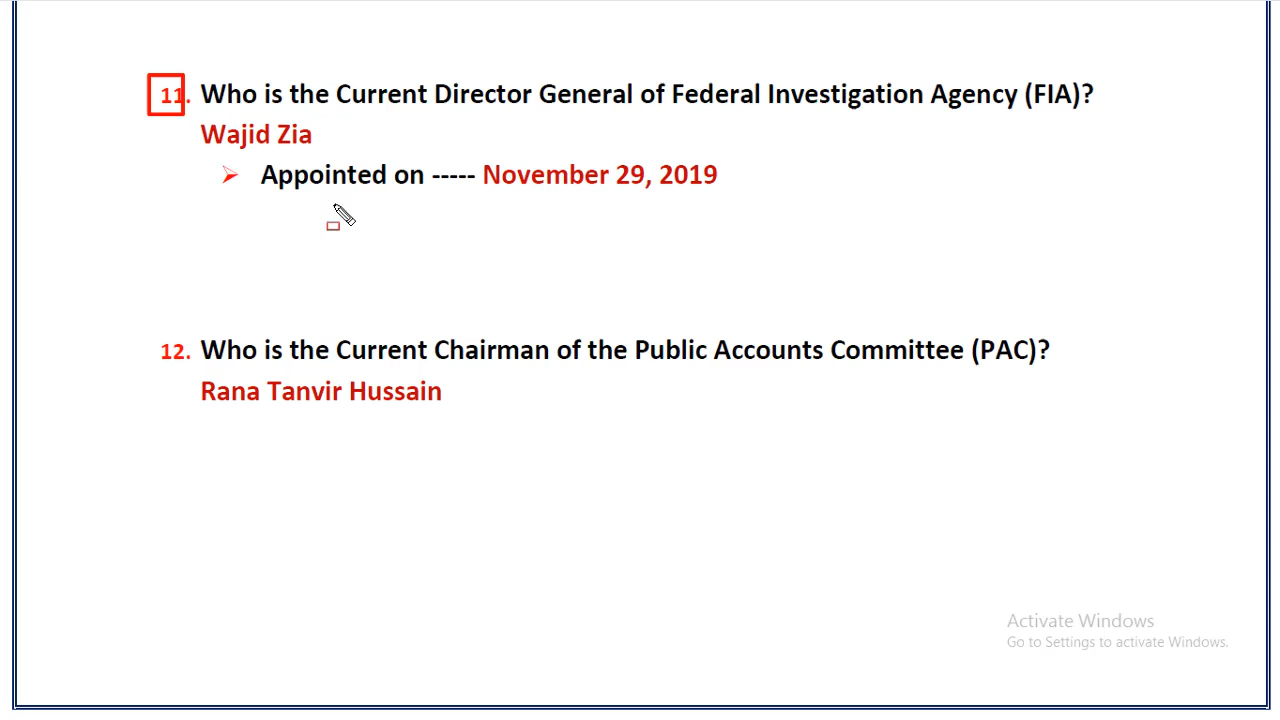 11. Who is the Current Director General of Federal Investigation Agency (FIA)?
Wajid Zia
➢ Appointed on ----- November 29, 2019
12. Who is the Current Chairman of the Public Accounts Committee (PAC)?
Rana Tanvir Hussain
Activate Windows
Go to Settings to activate Windows.